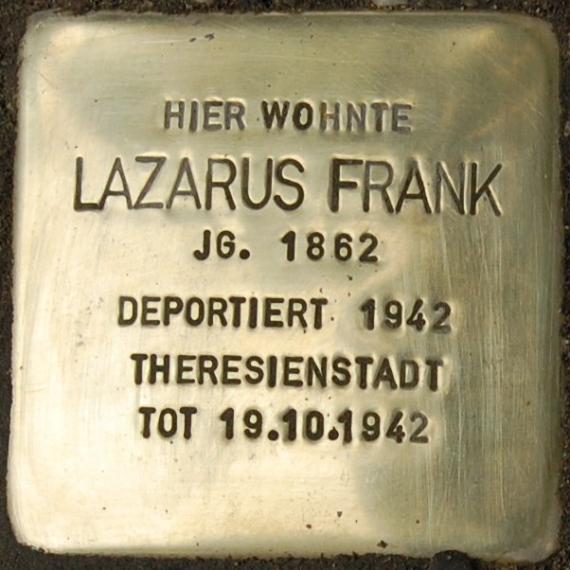 HIER WOHNTE
LAZARUS FRANK
JG. 1862
DEPORTIERT 1942
THERESIENSTADT
TOT 19.10.1942